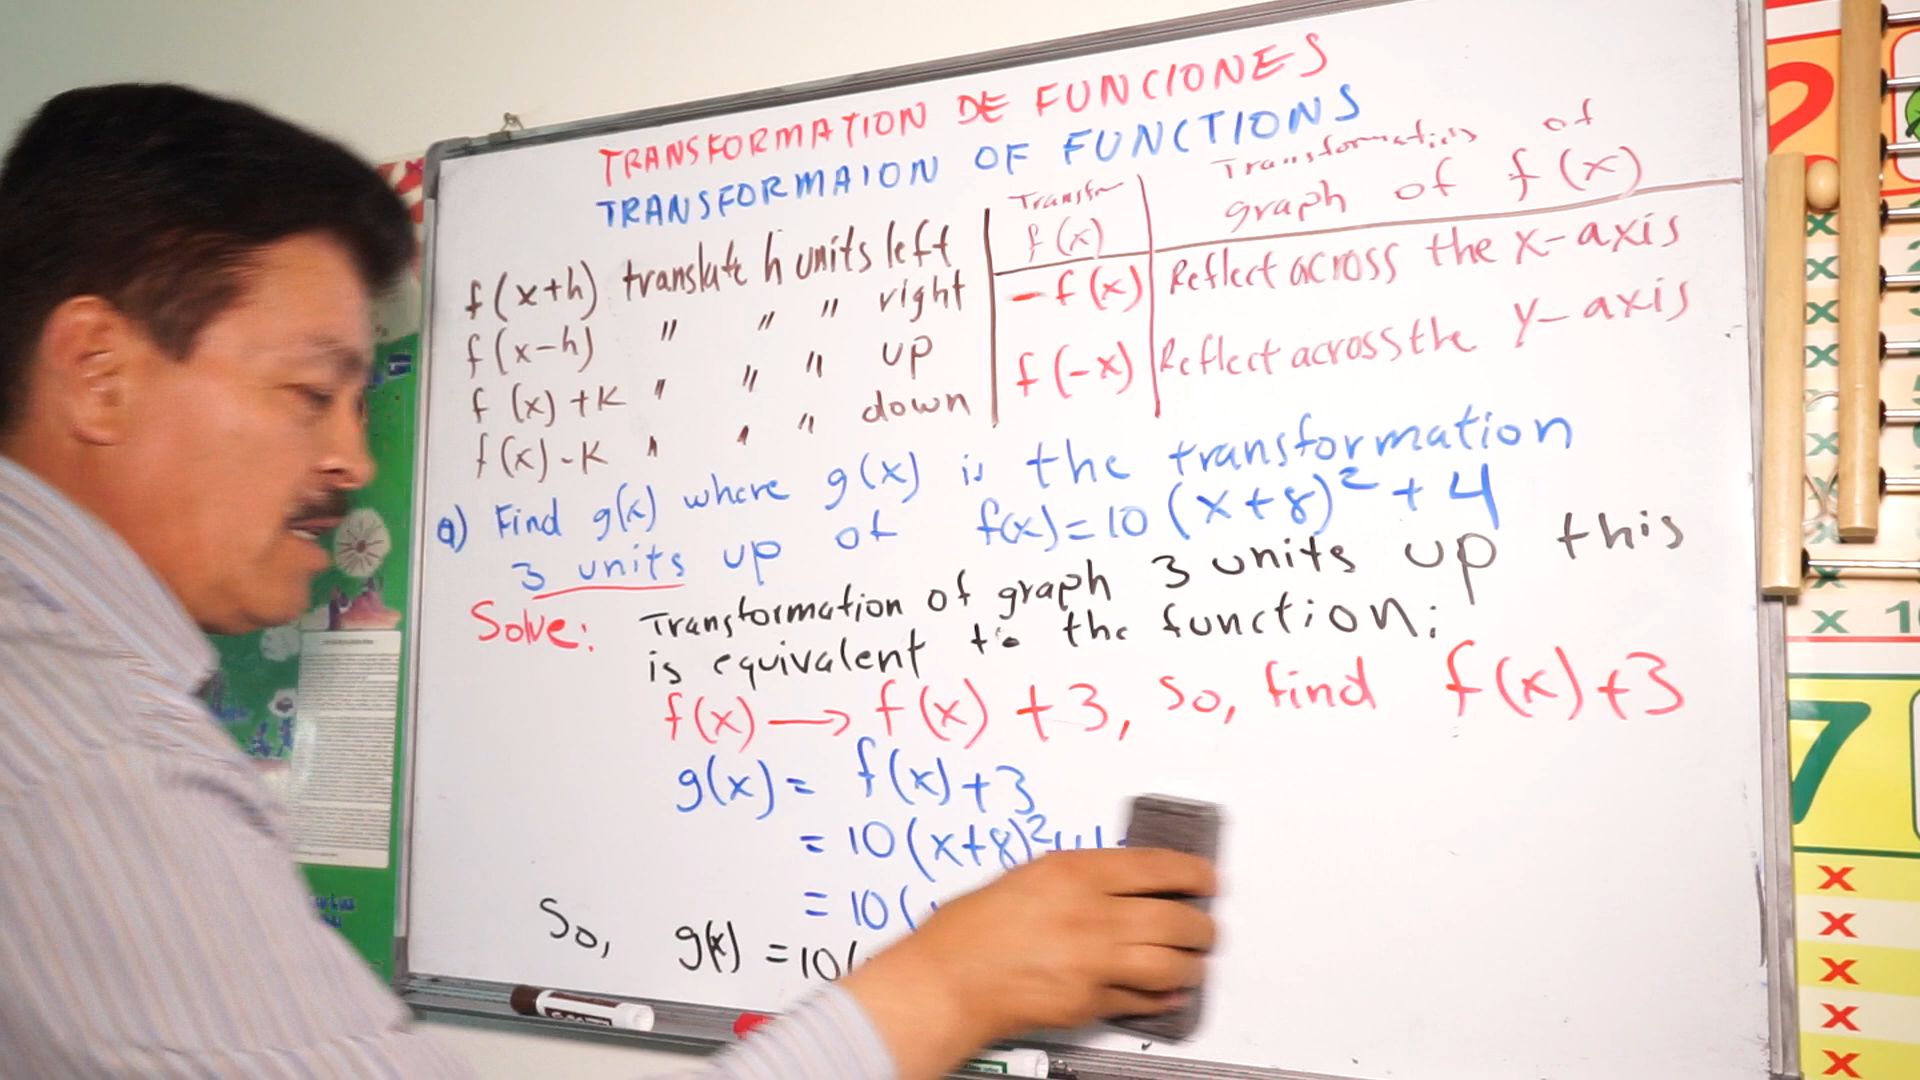 TRANSFORMATION DE FUNCIONES
TRANSFORMAION OF FUNCTIONS
f(x+h) translate h units left
f(x-h) " " " right
f(x)+K " " " up
f(x)-K " " " down
f(x)
Transformation of
graph of f(x)
-f(x) Reflect across the x-axis
f(-x) Reflect across the y-axis
a) Find g(x) where g(x) is the transformation
3 units up of f(x)=10(x+8)²+4
Solve: Transformation of graph 3 units up this
is equivalent to the function:
f(x) → f(x)+3, so, find f(x)+3
g(x) = f(x)+3
= 10(x+8)²
= 10(
So, g(x) = 10(
7
x
x
x
x
x